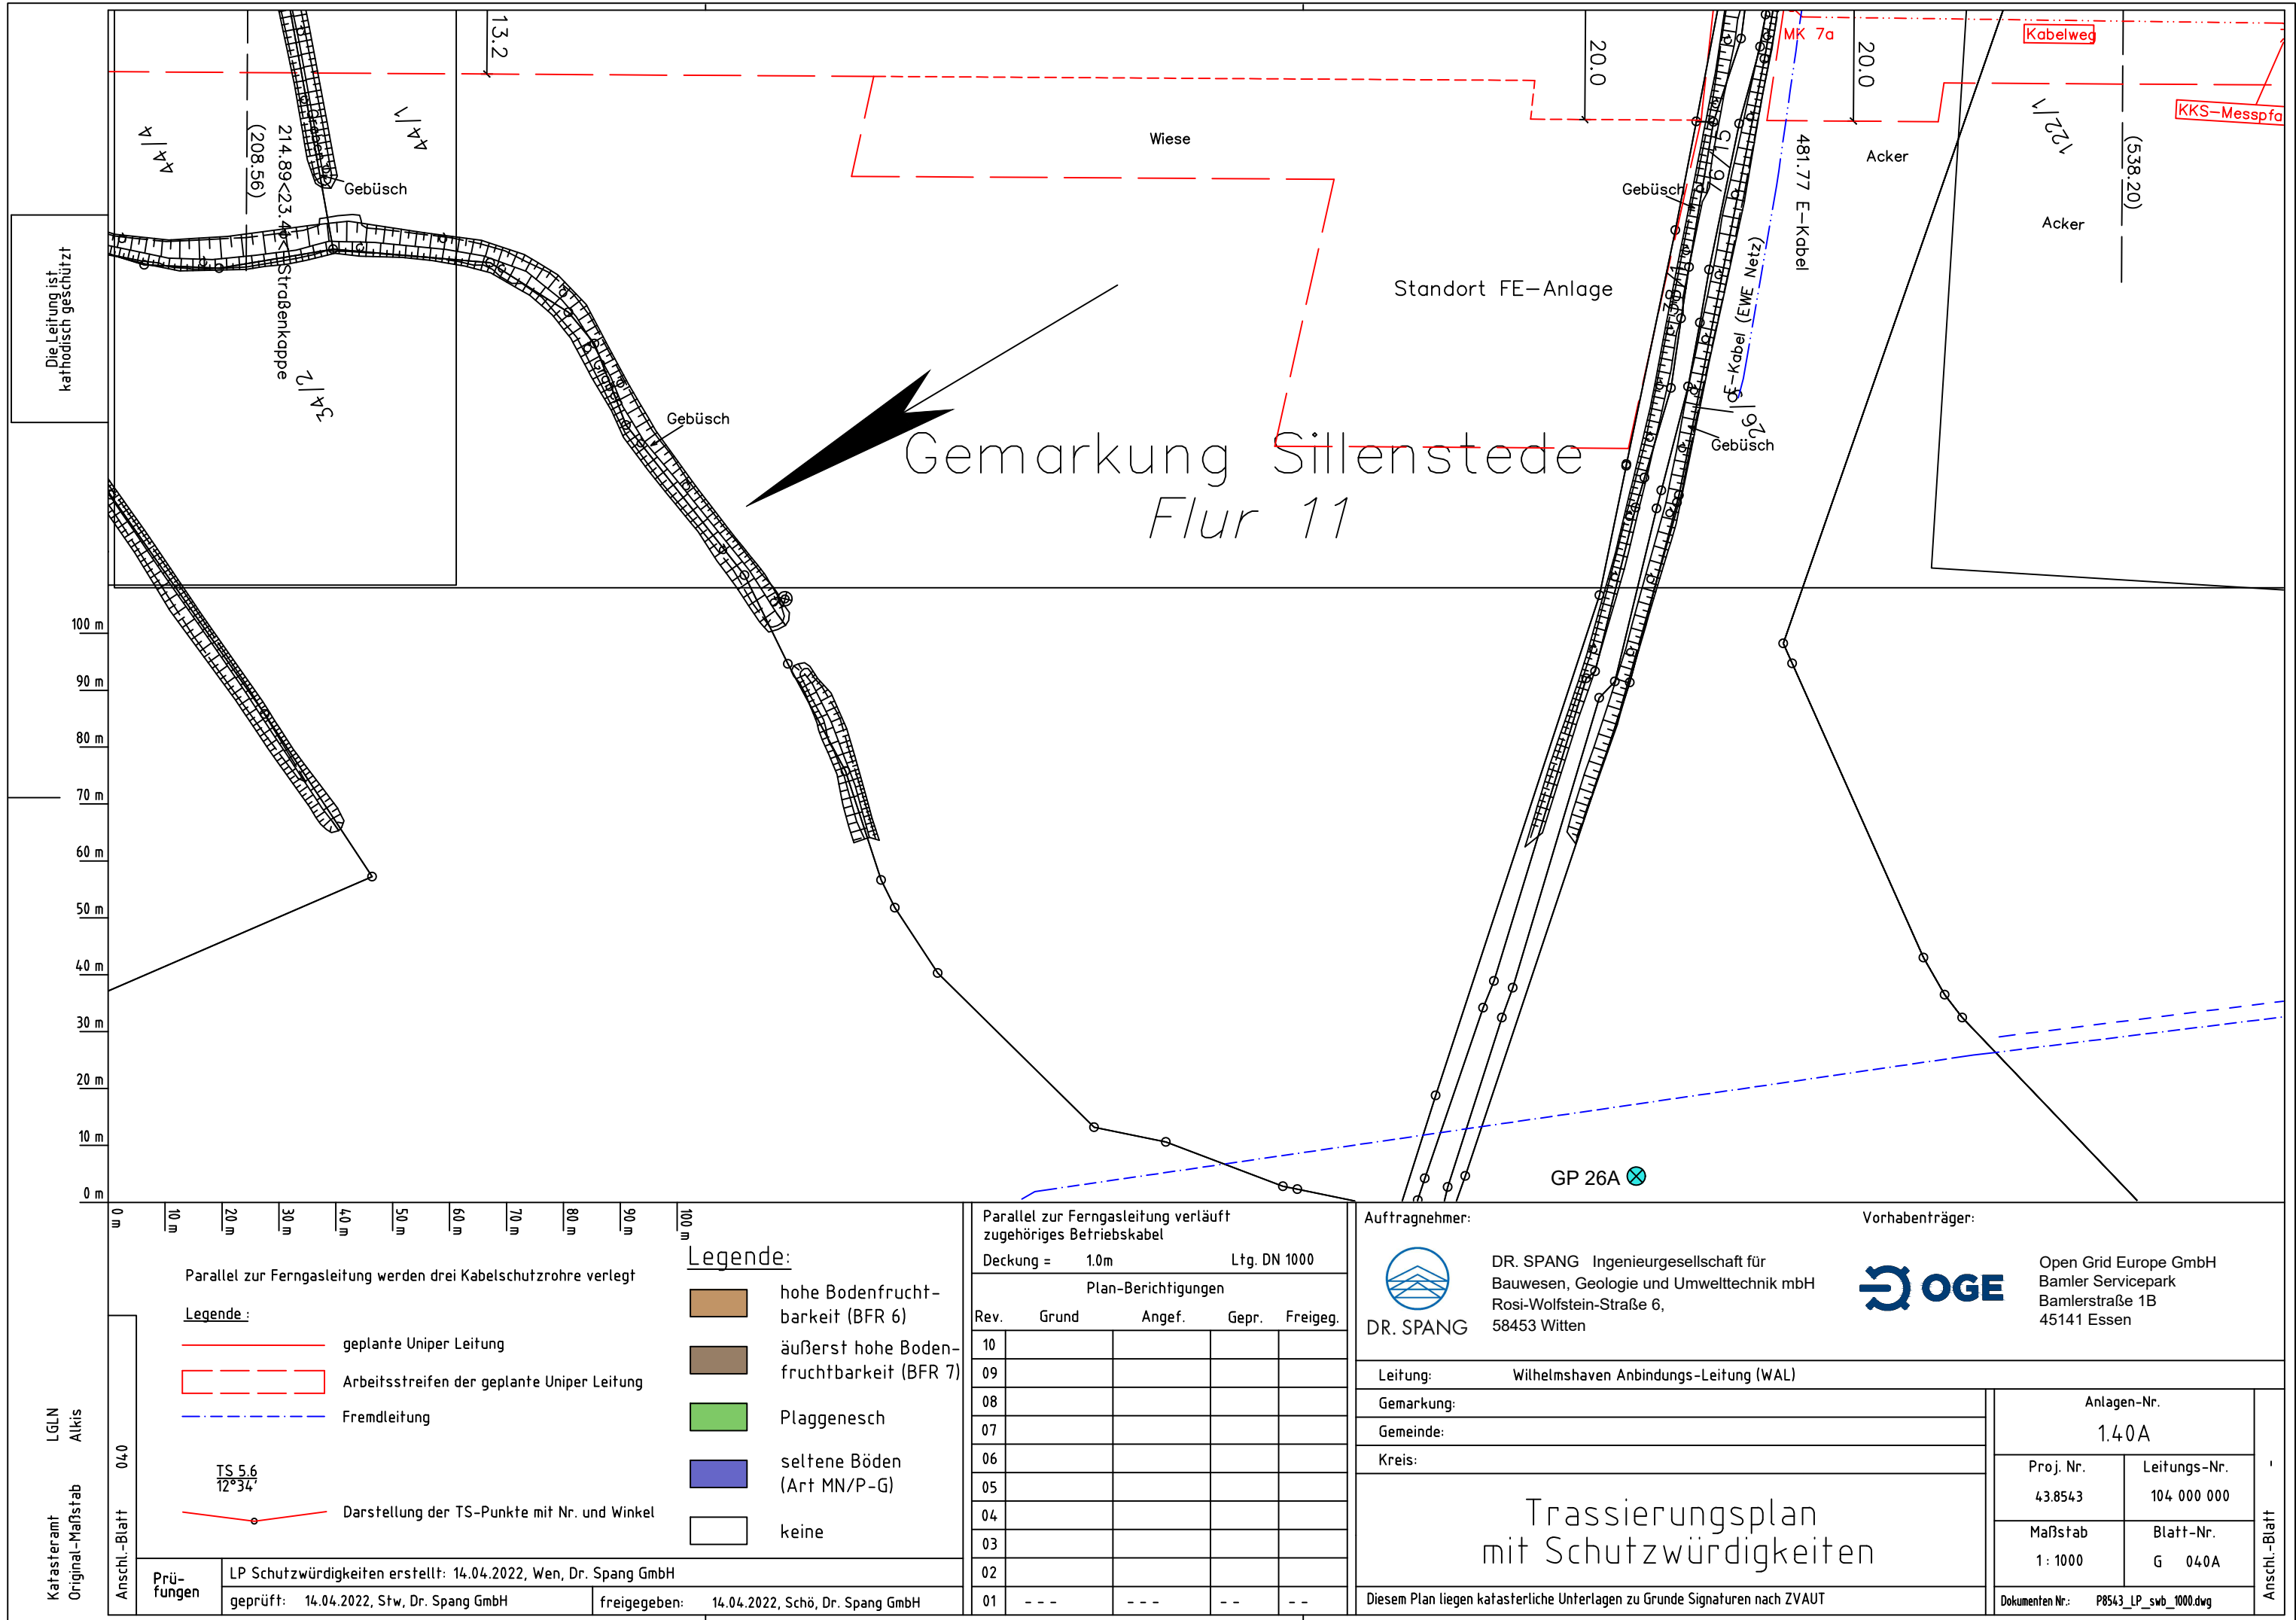 13.2
20.0
MK 7a
20.0
Kabelweg
KKS-Messpfa
44/4
(208.56)
214.89<23.4
<Straßenkappe
44/1
Gebüsch
Wiese
76/15
Gebüsch
481.77 E-Kabel
Acker
122/1
(538.20)
Acker
Die Leitung ist
kathodisch geschützt
34/2
Standort FE-Anlage
38/1
E-Kabel (EWE Netz)
26/
Gebüsch
Gebüsch
Gemarkung Sillenstede
Flur 11
100 m
90 m
80 m
70 m
60 m
50 m
40 m
30 m
20 m
10 m
0 m
GP 26A
0 m
10 m
20 m
30 m
40 m
50 m
60 m
70 m
80 m
90 m
100 m
Parallel zur Ferngasleitung werden drei Kabelschutzrohre verlegt
Legende :
geplante Uniper Leitung
Arbeitsstreifen der geplante Uniper Leitung
Fremdleitung
TS 5.6
12°34'
Darstellung der TS-Punkte mit Nr. und Winkel
Legende:
hohe Bodenfrucht-
barkeit (BFR 6)
äußerst hohe Boden-
fruchtbarkeit (BFR 7)
Plaggenesch
seltene Böden
(Art MN/P-G)
keine
Katasteramt LGLN
Original-Maßstab Alkis
Anschl.-Blatt 040
Prü-
fungen
LP Schutzwürdigkeiten erstellt: 14.04.2022, Wen, Dr. Spang GmbH
geprüft: 14.04.2022, Stw, Dr. Spang GmbH
freigegeben: 14.04.2022, Schö, Dr. Spang GmbH
Parallel zur Ferngasleitung verläuft
zugehöriges Betriebskabel
Deckung = 1.0m Ltg. DN 1000
Plan-Berichtigungen
Rev. Grund Angef. Gepr. Freigeg.
10
09
08
07
06
05
04
03
02
01 - - - - - - - - - -
Auftragnehmer:
DR. SPANG
DR. SPANG Ingenieurgesellschaft für
Bauwesen, Geologie und Umwelttechnik mbH
Rosi-Wolfstein-Straße 6,
58453 Witten
Vorhabenträger:
OGE
Open Grid Europe GmbH
Bamler Servicepark
Bamlerstraße 1B
45141 Essen
Leitung: Wilhelmshaven Anbindungs-Leitung (WAL)
Gemarkung:
Gemeinde:
Kreis:
Trassierungsplan
mit Schutzwürdigkeiten
Diesem Plan liegen katasterliche Unterlagen zu Grunde Signaturen nach ZVAUT
Anlagen-Nr.
1.40A
Proj. Nr.
43.8543
Leitungs-Nr.
104 000 000
Maßstab
1 : 1000
Blatt-Nr.
G 040A
Dokumenten Nr.: P8543_LP_swb_1000.dwg
Anschl.-Blatt -